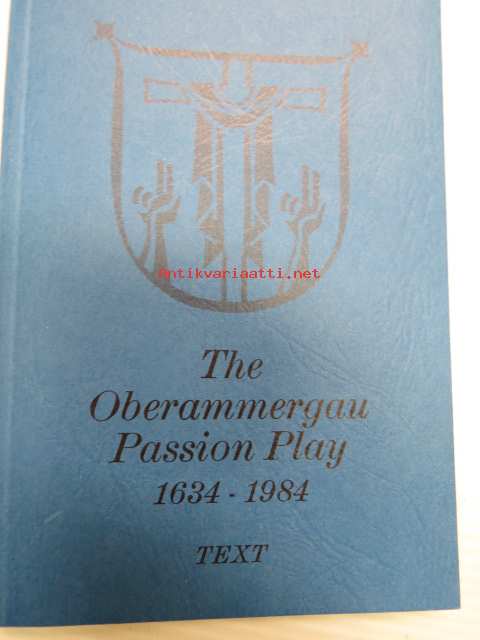 Antikvariaatti.net
The
Oberammergau
Passion Play
1634 - 1984
TEXT